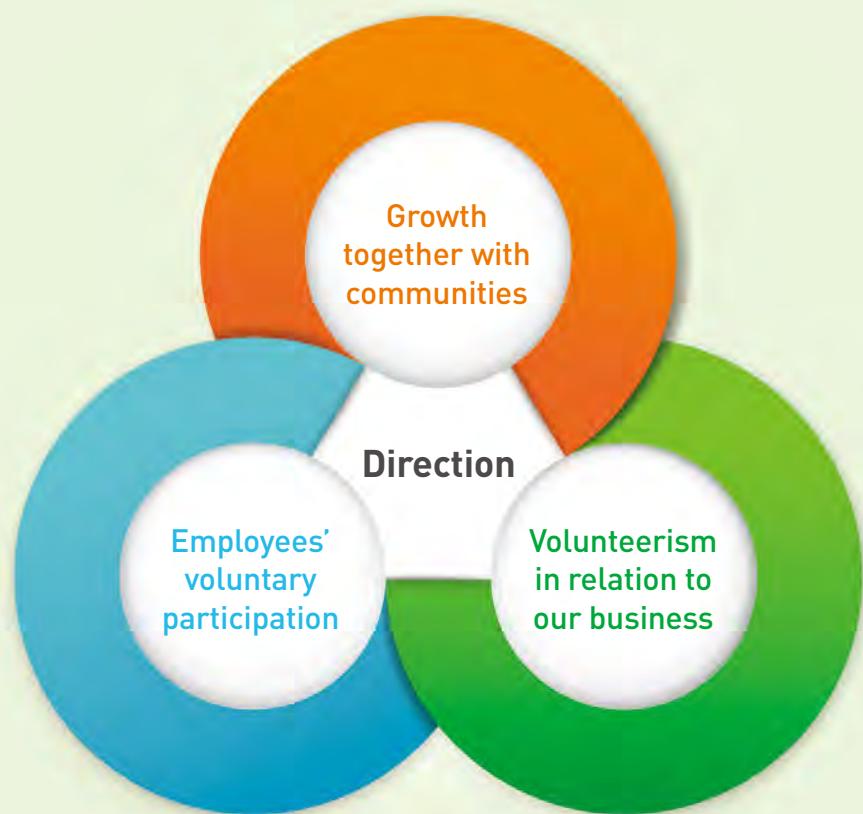 Growth
together with
communities
Direction
Employees’
voluntary
participation
Volunteerism
in relation to
our business